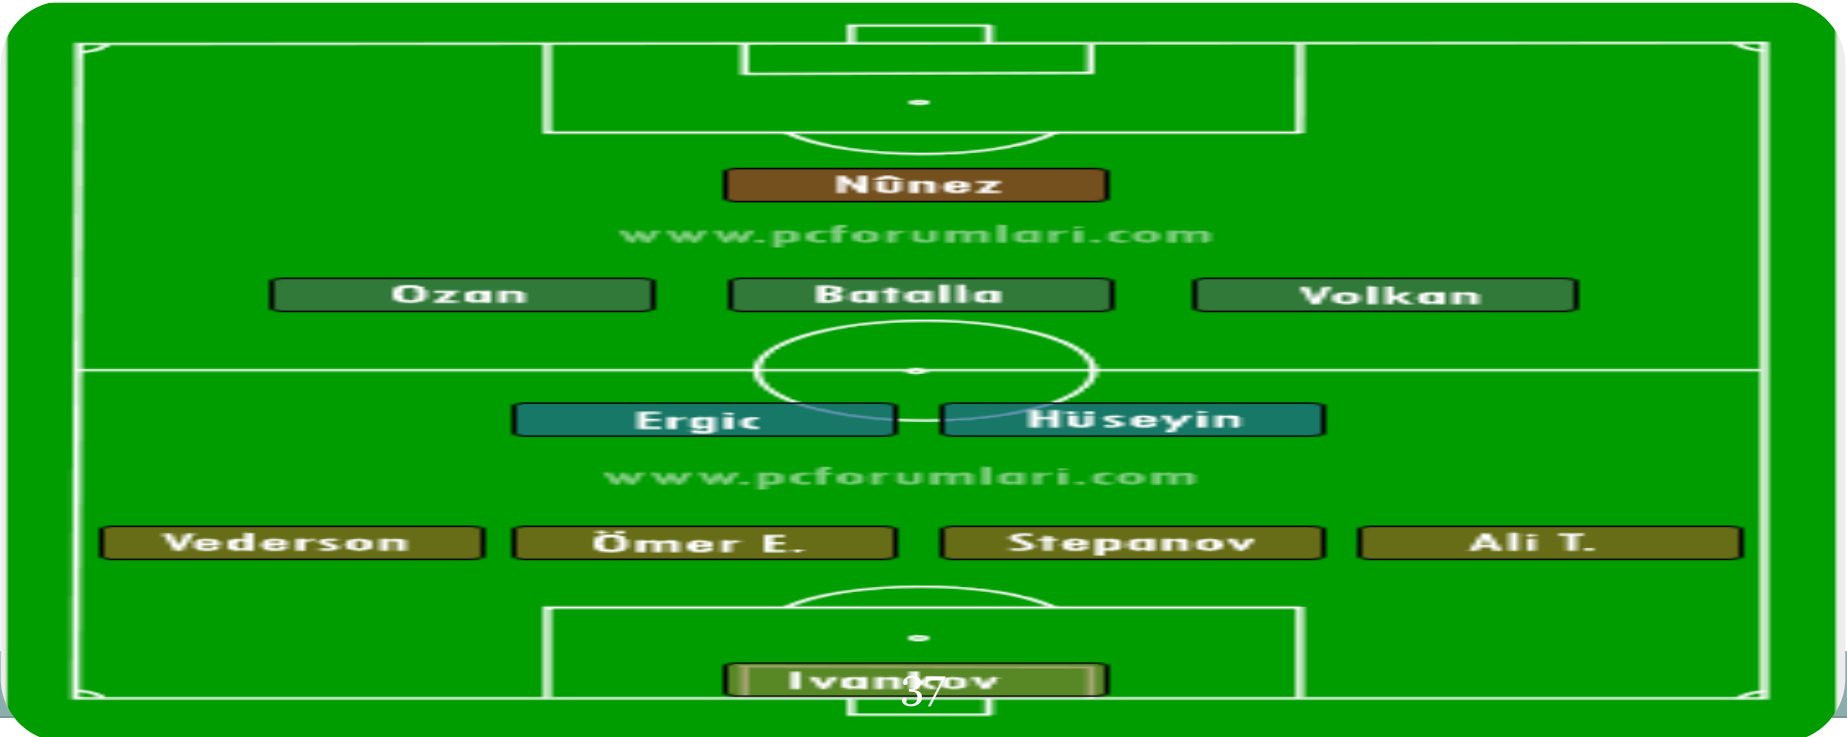 Nûnez
www.pcforumlari.com
Ozan Batalla Volkan
Ergic Hüseyin
www.pcforumlari.com
Vederson Ömer E. Stepanov Ali T.
Ivankov
37